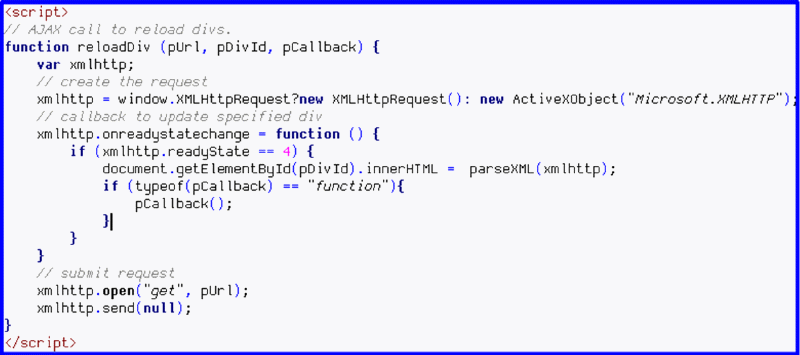 <script>
// AJAX call to reload divs.
function reloadDiv (pUrl, pDivId, pCallback) {
    var xmlhttp;
    // create the request
    xmlhttp = window.XMLHttpRequest?new XMLHttpRequest(): new ActiveXObject("Microsoft.XMLHTTP");
    // callback to update specified div
    xmlhttp.onreadystatechange = function () {
        if (xmlhttp.readyState == 4) {
            document.getElementById(pDivId).innerHTML =  parseXML(xmlhttp);
            if (typeof(pCallback) == "function"){
                pCallback();
            }
        }
    }
    // submit request
    xmlhttp.open("get", pUrl);
    xmlhttp.send(null);
}
</script>